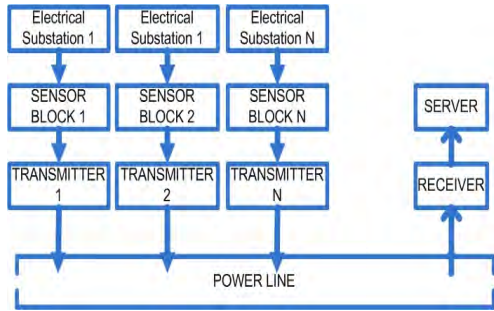 Electrical
Substation 1
Electrical
Substation 1
Electrical
Substation N
SENSOR
BLOCK 1
SENSOR
BLOCK 2
SENSOR
BLOCK N
SERVER
TRANSMITTER
1
TRANSMITTER
2
TRANSMITTER
N
RECEIVER
POWER LINE